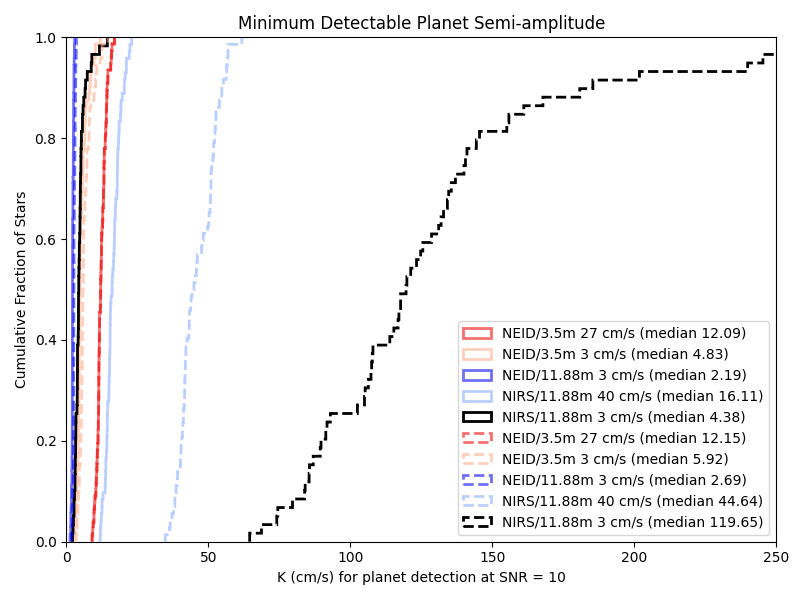 Minimum Detectable Planet Semi-amplitude
Cumulative Fraction of Stars
1.0
0.8
0.6
0.4
0.2
0.0
NEID/3.5m 27 cm/s (median 12.09)
NEID/3.5m 3 cm/s (median 4.83)
NEID/11.88m 3 cm/s (median 2.19)
NIRS/11.88m 40 cm/s (median 16.11)
NIRS/11.88m 3 cm/s (median 4.38)
NEID/3.5m 27 cm/s (median 12.15)
NEID/3.5m 3 cm/s (median 5.92)
NEID/11.88m 3 cm/s (median 2.69)
NIRS/11.88m 40 cm/s (median 44.64)
NIRS/11.88m 3 cm/s (median 119.65)
0 50 100 150 200 250
K (cm/s) for planet detection at SNR = 10